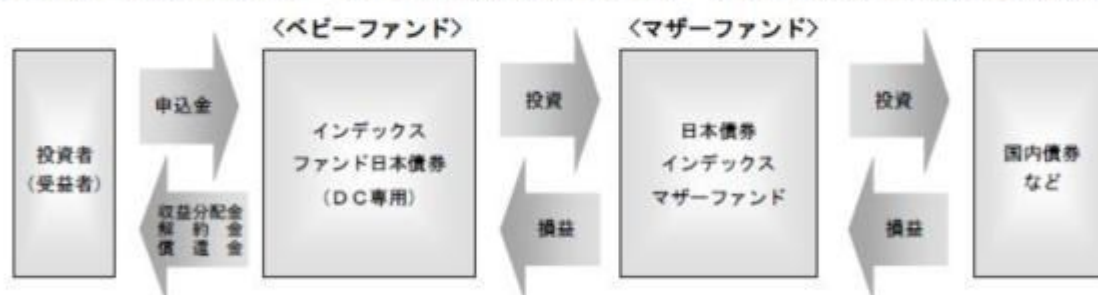 〈ベビーファンド〉
〈マザーファンド〉
投資者
(受益者)
申込金
収益分配金
解約金
償還金
インデックス
ファンド日本債券
(DC専用)
投資
損益
日本債券
インデックス
マザーファンド
投資
損益
国内債券
など